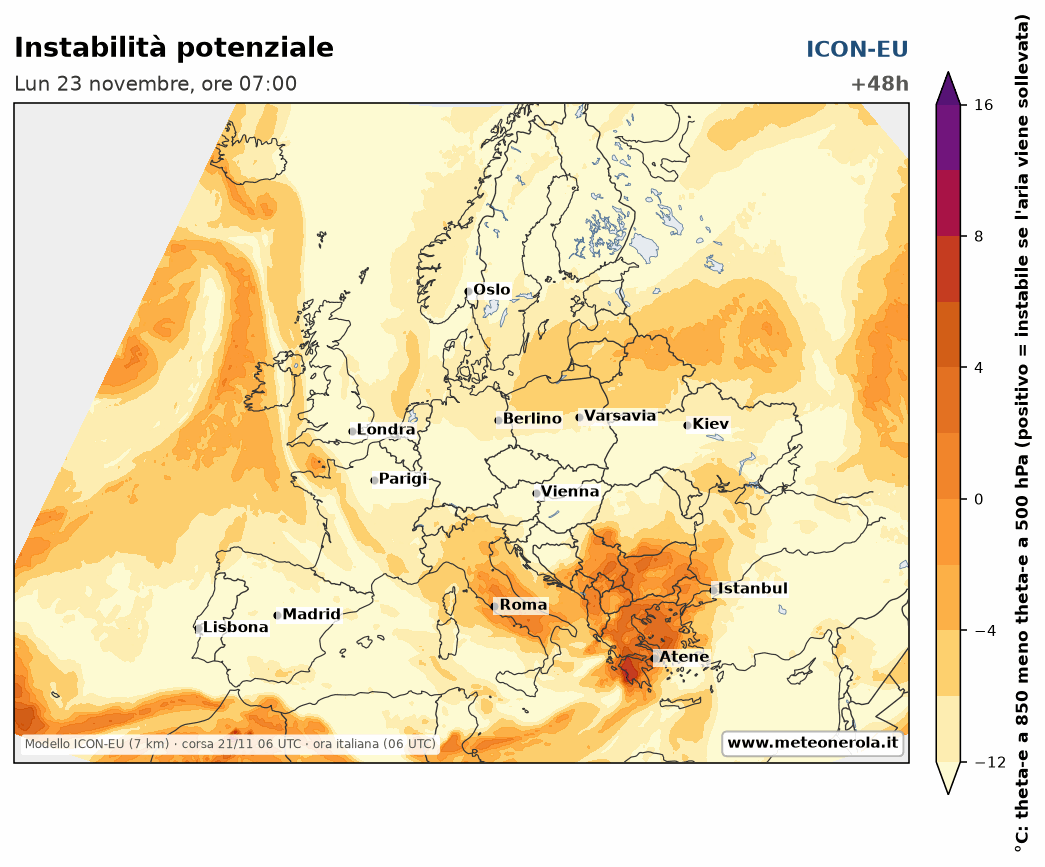 Instabilità potenziale
ICON-EU
Lun 23 novembre, ore 07:00
+48h
Oslo
Berlino
Varsavia
Kiev
Londra
Parigi
Vienna
Istanbul
Roma
Madrid
Lisbona
Atene
Modello ICON-EU (7 km) · corsa 21/11 06 UTC · ora italiana (06 UTC)
www.meteonerola.it
16
8
4
0
−4
−12
°C: theta-e a 850 meno theta-e a 500 hPa (positivo = instabile se l'aria viene sollevata)